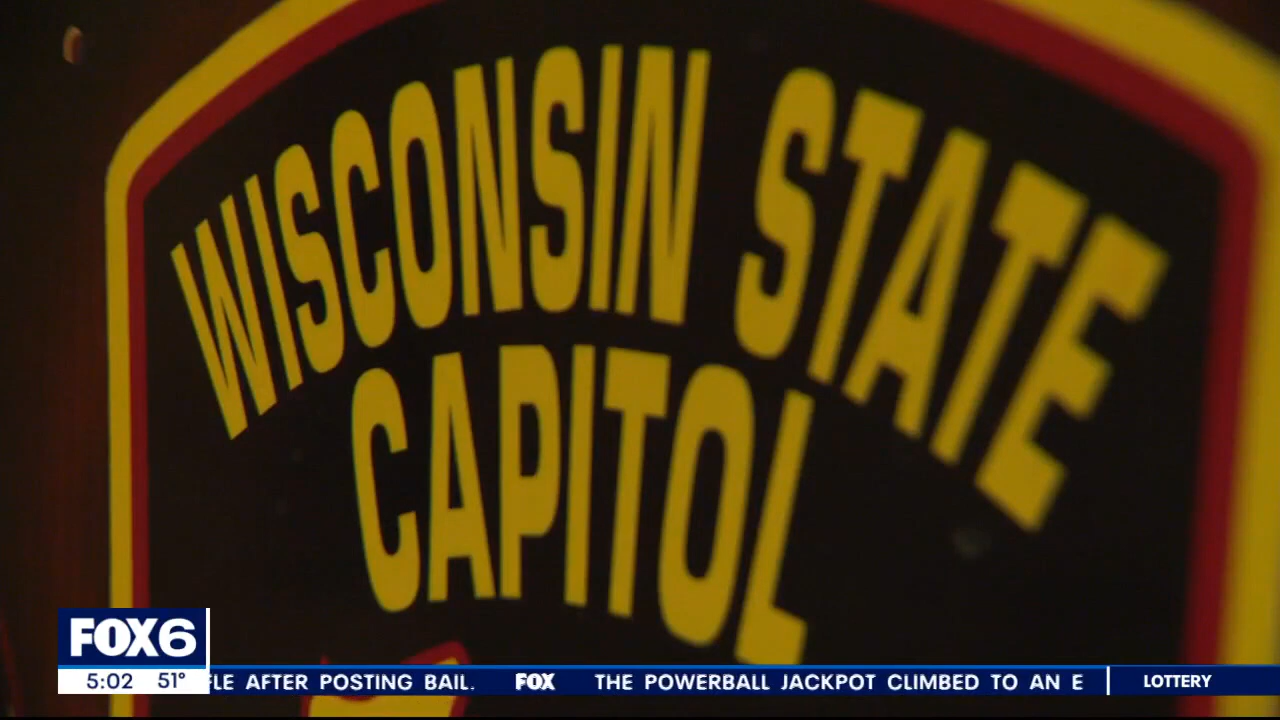 WISCONSIN STATE
CAPITOL
FOX6
5:02 51°
FLE AFTER POSTING BAIL. FOX THE POWERBALL JACKPOT CLIMBED TO AN E
LOTTERY